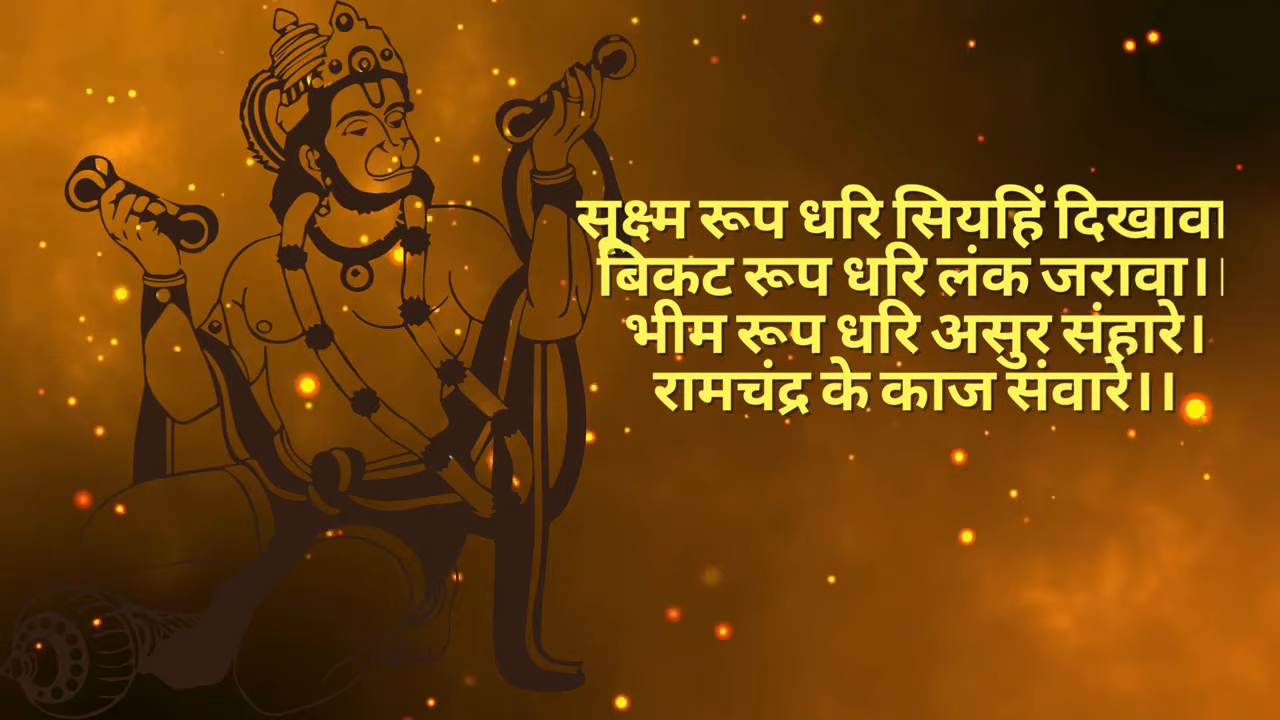 सूक्ष्म रूप धरि सियहिं दिखावा
बिकट रूप धरि लंक जरावा।।
भीम रूप धरि असुर संहारे।
रामचंद्र के काज संवारे।।